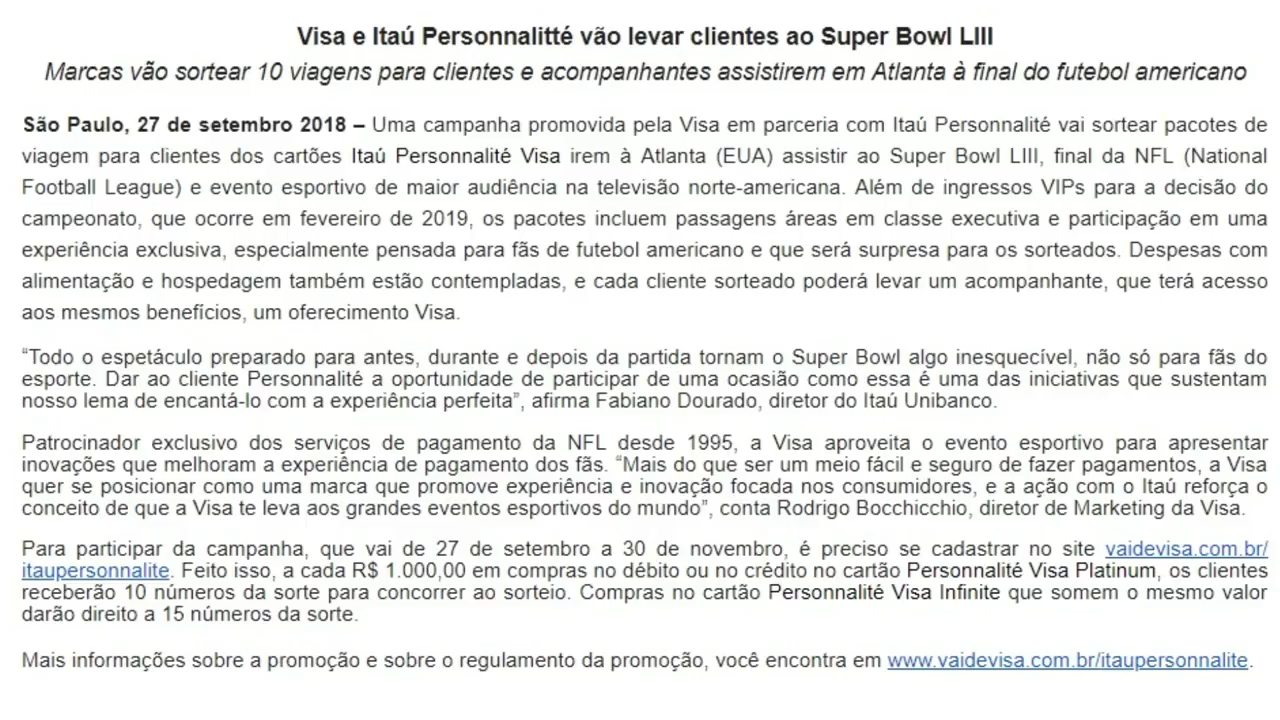 Visa e Itaú Personnalitté vão levar clientes ao Super Bowl LIII
Marcas vão sortear 10 viagens para clientes e acompanhantes assistirem em Atlanta à final do futebol americano
São Paulo, 27 de setembro 2018 – Uma campanha promovida pela Visa em parceria com Itaú Personnalité vai sortear pacotes de
viagem para clientes dos cartões Itaú Personnalité Visa irem à Atlanta (EUA) assistir ao Super Bowl LIII, final da NFL (National
Football League) e evento esportivo de maior audiência na televisão norte-americana. Além de ingressos VIPs para a decisão do
campeonato, que ocorre em fevereiro de 2019, os pacotes incluem passagens áreas em classe executiva e participação em uma
experiência exclusiva, especialmente pensada para fãs de futebol americano e que será surpresa para os sorteados. Despesas com
alimentação e hospedagem também estão contempladas, e cada cliente sorteado poderá levar um acompanhante, que terá acesso
aos mesmos benefícios, um oferecimento Visa.
“Todo o espetáculo preparado para antes, durante e depois da partida tornam o Super Bowl algo inesquecível, não só para fãs do
esporte. Dar ao cliente Personnalité a oportunidade de participar de uma ocasião como essa é uma das iniciativas que sustentam
nosso lema de encantá-lo com a experiência perfeita”, afirma Fabiano Dourado, diretor do Itaú Unibanco.
Patrocinador exclusivo dos serviços de pagamento da NFL desde 1995, a Visa aproveita o evento esportivo para apresentar
inovações que melhoram a experiência de pagamento dos fãs. “Mais do que ser um meio fácil e seguro de fazer pagamentos, a Visa
quer se posicionar como uma marca que promove experiência e inovação focada nos consumidores, e a ação com o Itaú reforça o
conceito de que a Visa te leva aos grandes eventos esportivos do mundo”, conta Rodrigo Bocchicchio, diretor de Marketing da Visa.
Para participar da campanha, que vai de 27 de setembro a 30 de novembro, é preciso se cadastrar no site vaidevisa.com.br/
itaupersonnalite. Feito isso, a cada R$ 1.000,00 em compras no débito ou no crédito no cartão Personnalité Visa Platinum, os clientes
receberão 10 números da sorte para concorrer ao sorteio. Compras no cartão Personnalité Visa Infinite que somem o mesmo valor
darão direito a 15 números da sorte.
Mais informações sobre a promoção e sobre o regulamento da promoção, você encontra em www.vaidevisa.com.br/itaupersonnalite.